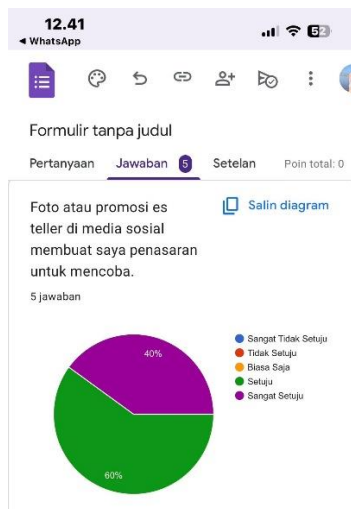 12.41
52
◄ WhatsApp
Formulir tanpa judul
Pertanyaan Jawaban 5 Setelan Poin total: 0
Foto atau promosi es
teller di media sosial
membuat saya penasaran
untuk mencoba.
Salin diagram
5 jawaban
Sangat Tidak Setuju
Tidak Setuju
Biasa Saja
Setuju
Sangat Setuju
40%
60%